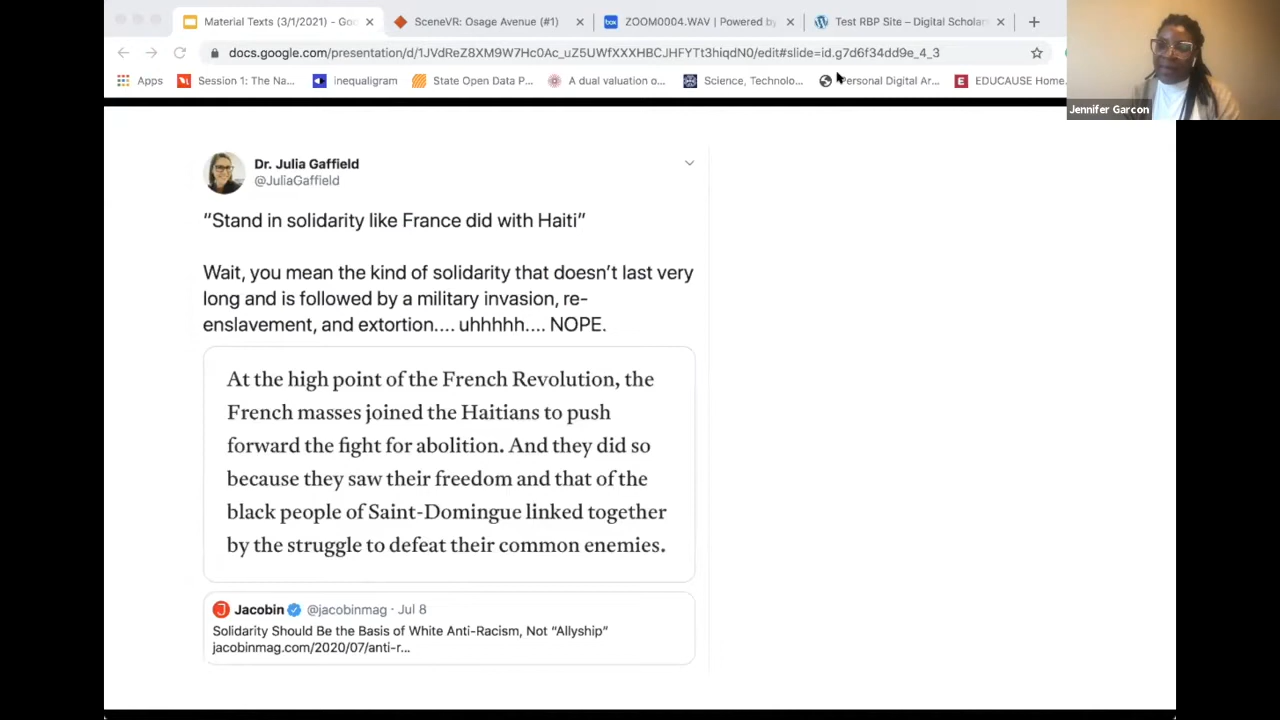 Material Texts (3/1/2021) - Goo
SceneVR: Osage Avenue (#1)
ZOOM0004.WAV | Powered by
Test RBP Site – Digital Scholar
docs.google.com/presentation/d/1JVdReZ8XM9W7Hc0Ac_uZ5UWfXXXHBCJHFYTt3hiqdN0/edit#slide=id.g7d6f34dd9e_4_3
Apps
Session 1: The Na...
inequaligram
State Open Data P...
A dual valuation o...
Science, Technolo...
Personal Digital Ar...
EDUCAUSE Home.
Jennifer Garcon
Dr. Julia Gaffield
@JuliaGaffield
“Stand in solidarity like France did with Haiti”
Wait, you mean the kind of solidarity that doesn’t last very
long and is followed by a military invasion, re-
enslavement, and extortion.... uhhhhh.... NOPE.
At the high point of the French Revolution, the
French masses joined the Haitians to push
forward the fight for abolition. And they did so
because they saw their freedom and that of the
black people of Saint-Domingue linked together
by the struggle to defeat their common enemies.
Jacobin @jacobinmag · Jul 8
Solidarity Should Be the Basis of White Anti-Racism, Not “Allyship”
jacobinmag.com/2020/07/anti-r...